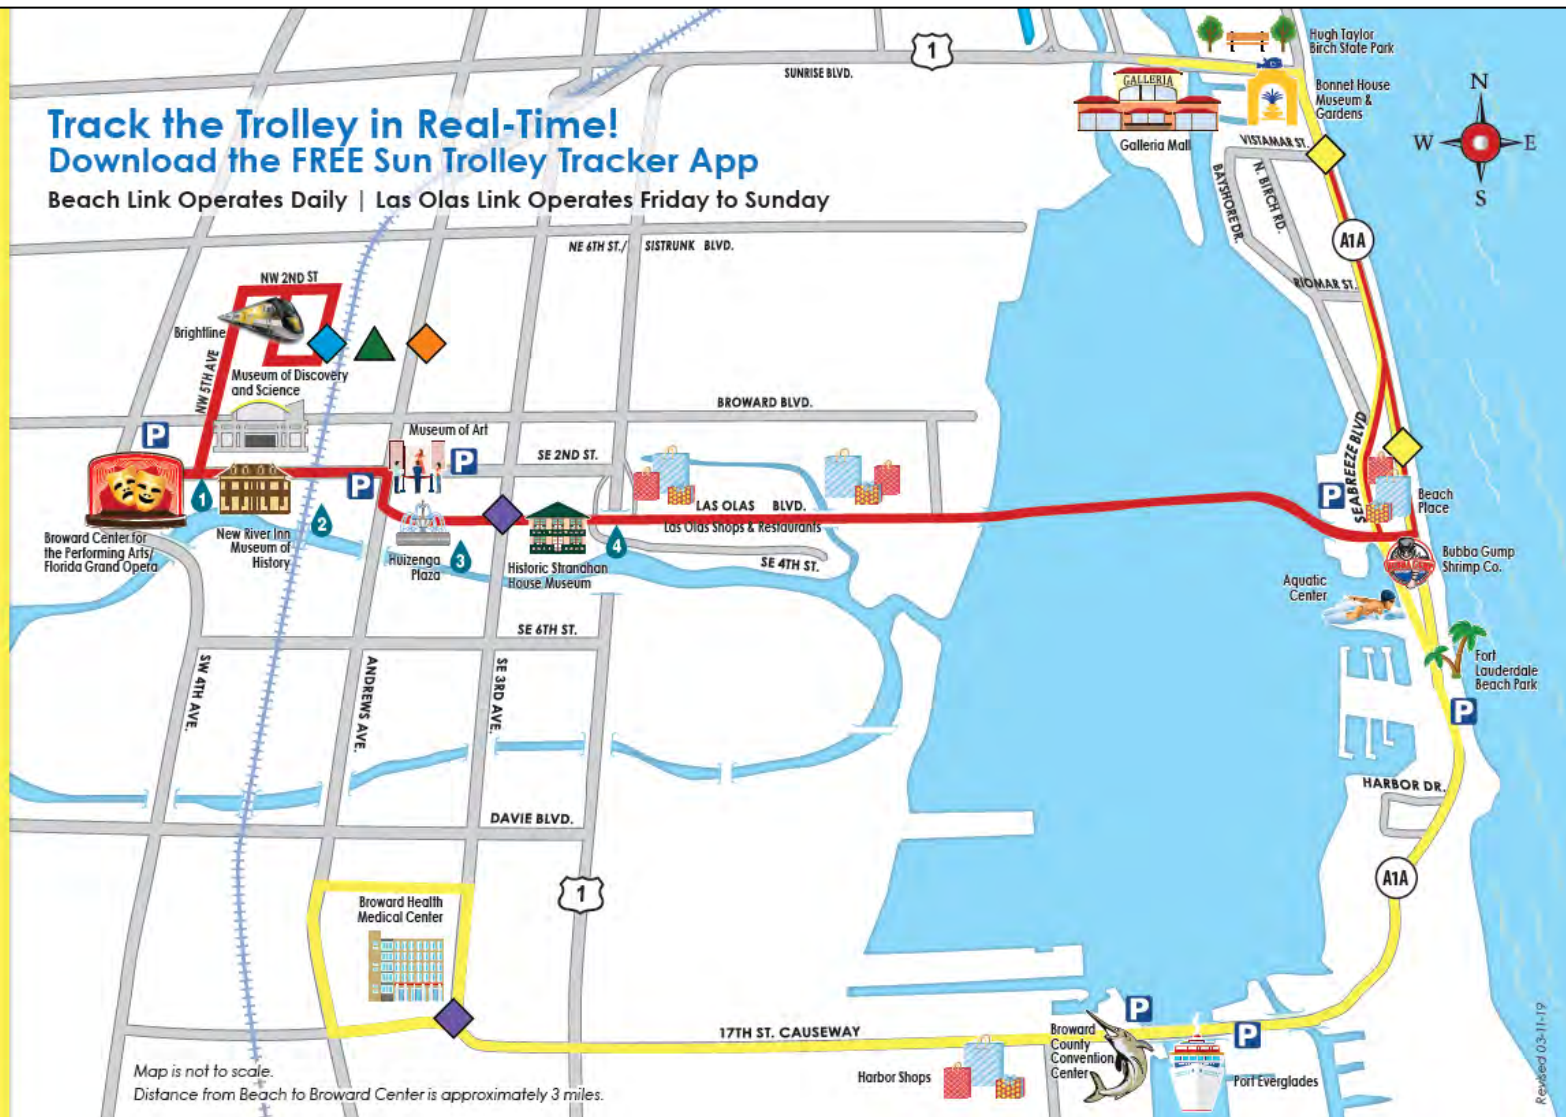 Track the Trolley in Real-Time!
Download the FREE Sun Trolley Tracker App
Beach Link Operates Daily | Las Olas Link Operates Friday to Sunday
1
SUNRISE BLVD.
GALLERIA
Galleria Mall
Hugh Taylor
Birch State Park
Bonnet House
Museum &
Gardens
N
W
E
S
VISTAMAR ST.
BAYSHORE DR.
N. BIRCH RD.
A1A
RIOMAR ST.
NE 6TH ST./ SISTRUNK BLVD.
NW 2ND ST
Brightline
NW 5TH AVE
Museum of Discovery
and Science
BROWARD BLVD.
P
Museum of Art
P
P
SE 2ND ST.
LAS OLAS BLVD.
Las Olas Shops & Restaurants
SEABREEZE BLVD
P
Beach
Place
1
2
3
4
Broward Center for
the Performing Arts/
Florida Grand Opera
New River Inn
Museum of
History
Huizenga
Plaza
Historic Stranahan
House Museum
SE 4TH ST.
BUBBA GUMP
Bubba Gump
Shrimp Co.
Aquatic
Center
SE 6TH ST.
Fort
Lauderdale
Beach Park
P
SW 4TH AVE.
ANDREWS AVE.
SE 3RD AVE.
HARBOR DR.
DAVIE BLVD.
A1A
1
Broward Health
Medical Center
17TH ST. CAUSEWAY
P
P
Broward
County
Convention
Center
Harbor Shops
Port Everglades
Map is not to scale.
Distance from Beach to Broward Center is approximately 3 miles.
Revised 03-11-19